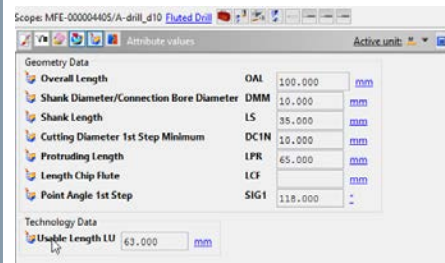 Scope: MFE-000004405/A-drill_d10 Fluted Drill
Attribute values Active unit:
Geometry Data
Overall Length OAL 100.000 mm
Shank Diameter/Connection Bore Diameter DMM 10.000 mm
Shank Length LS 35.000 mm
Cutting Diameter 1st Step Minimum DC1N 10.000 mm
Protruding Length LPR 65.000 mm
Length Chip Flute LCF mm
Point Angle 1st Step SIG1 118.000 °
Technology Data
Usable Length LU 63.000 mm